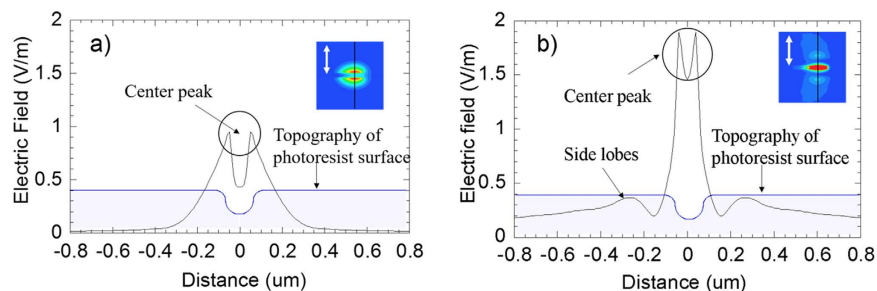 a)
Electric Field (V/m)
2
1.5
1
0.5
0
Center peak
Topography of
photoresist surface
-0.8 -0.6 -0.4 -0.2 0 0.2 0.4 0.6 0.8
Distance (um)
b)
Electric field (V/m)
2
1.5
1
0.5
0
Center peak
Side lobes
Topography of
photoresist surface
-0.8 -0.6 -0.4 -0.2 0 0.2 0.4 0.6 0.8
Distance (um)